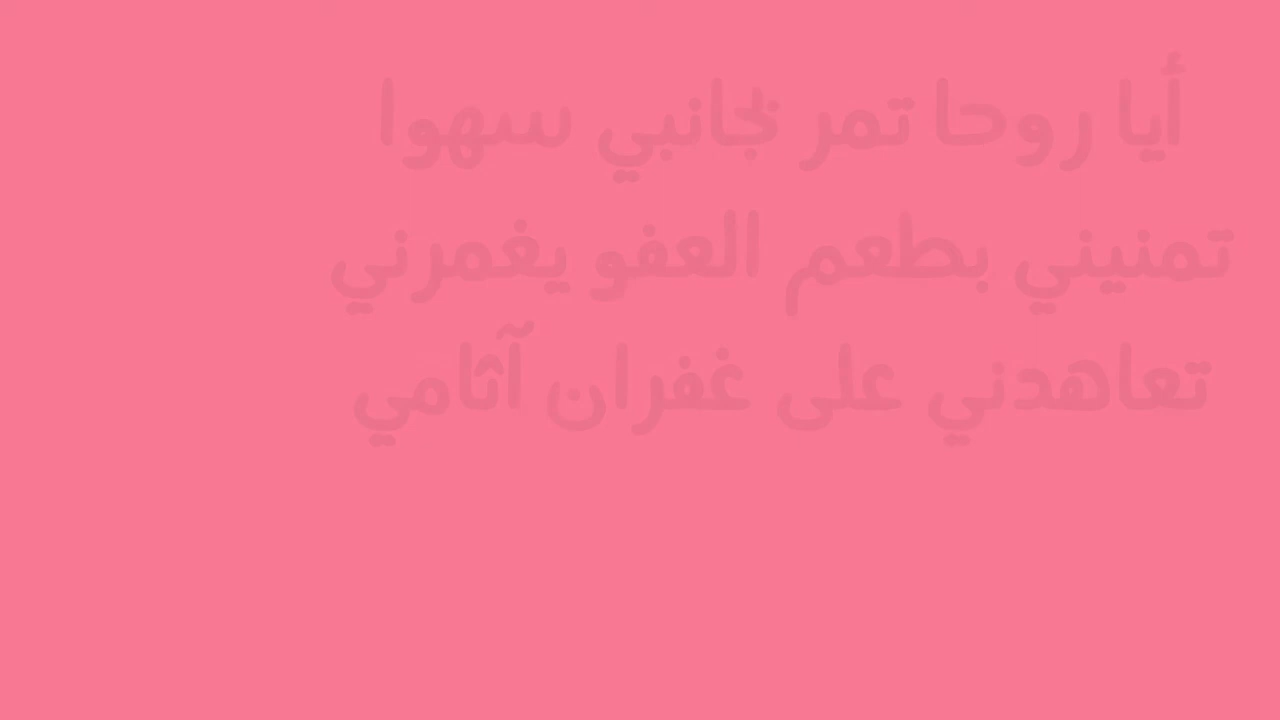 أيا روحا تمر بجانبي سهوا
تمنيني بطعم العفو يغمرني
تعاهدني على غفران آثامي